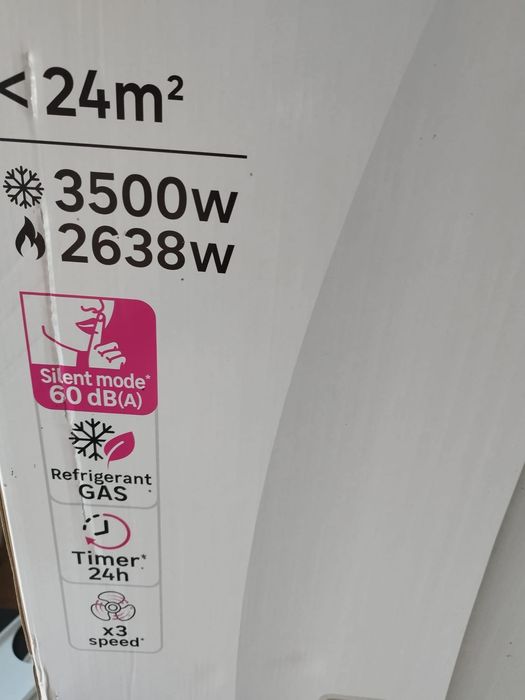 <24m²
3500w
2638w
Silent mode*
60 dB(A)
Refrigerant
GAS
Timer*
24h
x3
speed*